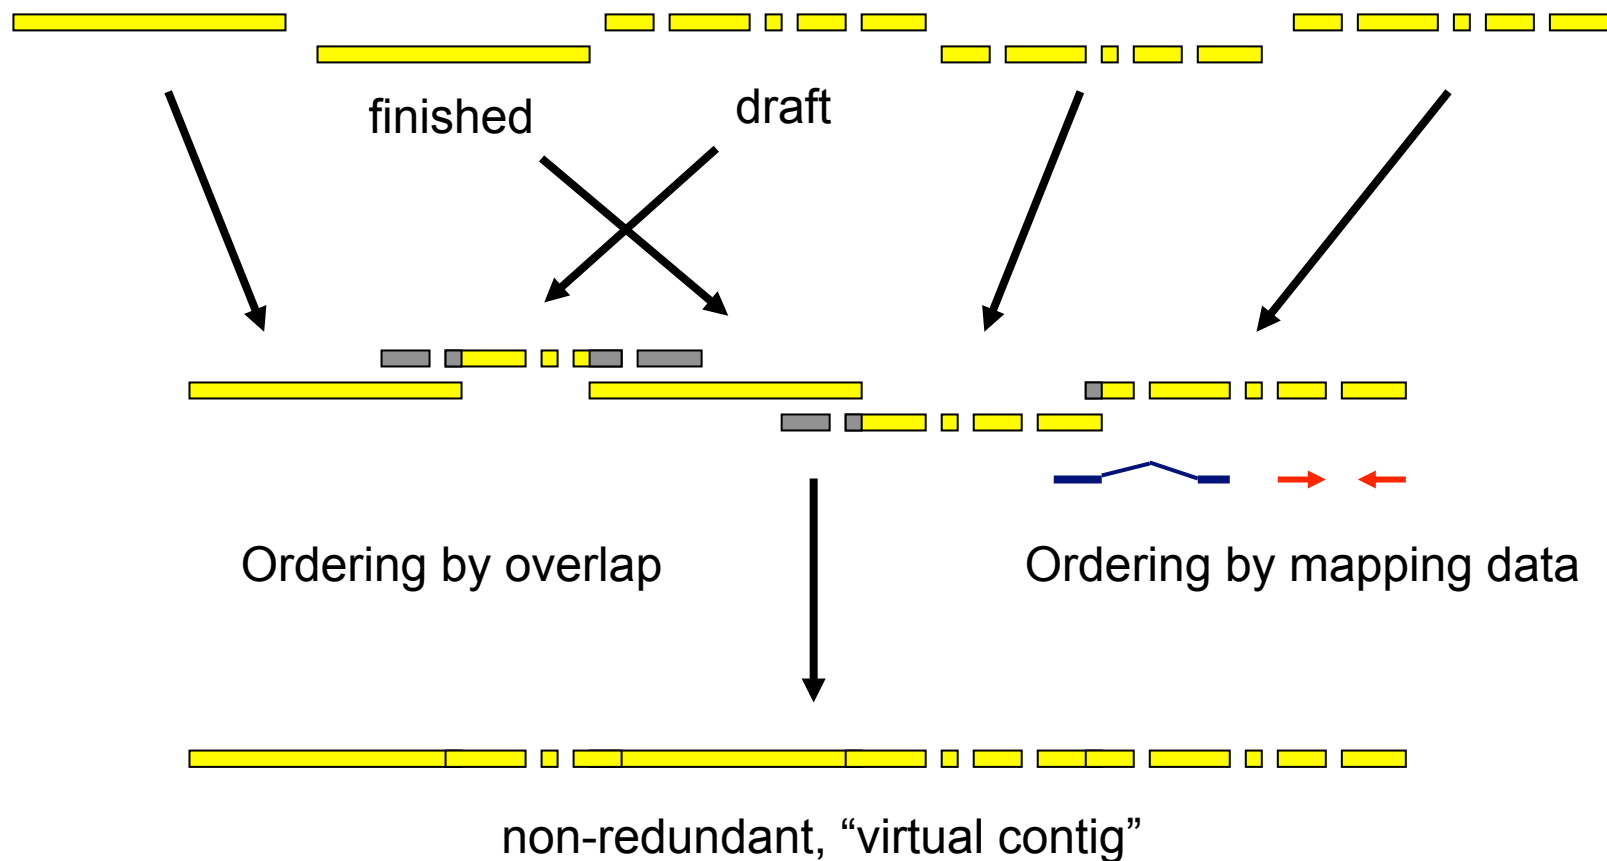 finished
draft
Ordering by overlap
Ordering by mapping data
non-redundant, “virtual contig”